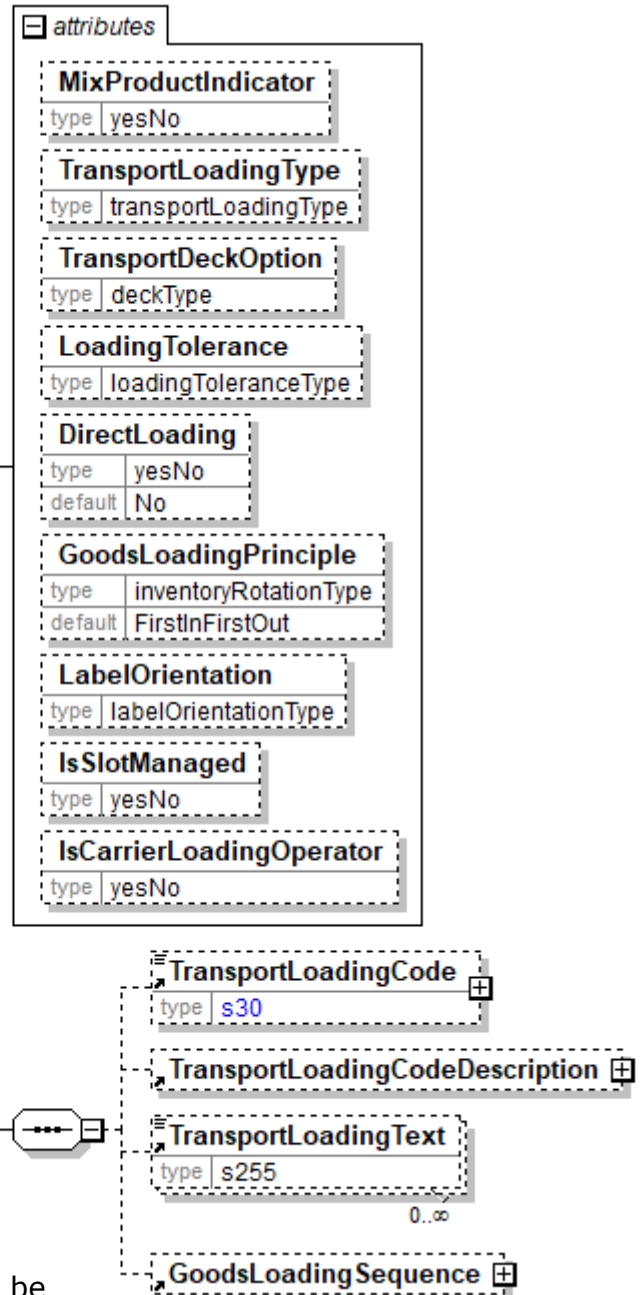 attributes
MixProductIndicator
type yesNo
TransportLoadingType
type transportLoadingType
TransportDeckOption
type deckType
LoadingTolerance
type loadingToleranceType
DirectLoading
type yesNo
default No
GoodsLoadingPrinciple
type inventoryRotationType
default FirstInFirstOut
LabelOrientation
type labelOrientationType
IsSlotManaged
type yesNo
IsCarrierLoadingOperator
type yesNo
TransportLoadingCode
type s30
TransportLoadingCodeDescription
TransportLoadingText
type s255
0..∞
GoodsLoadingSequence
be